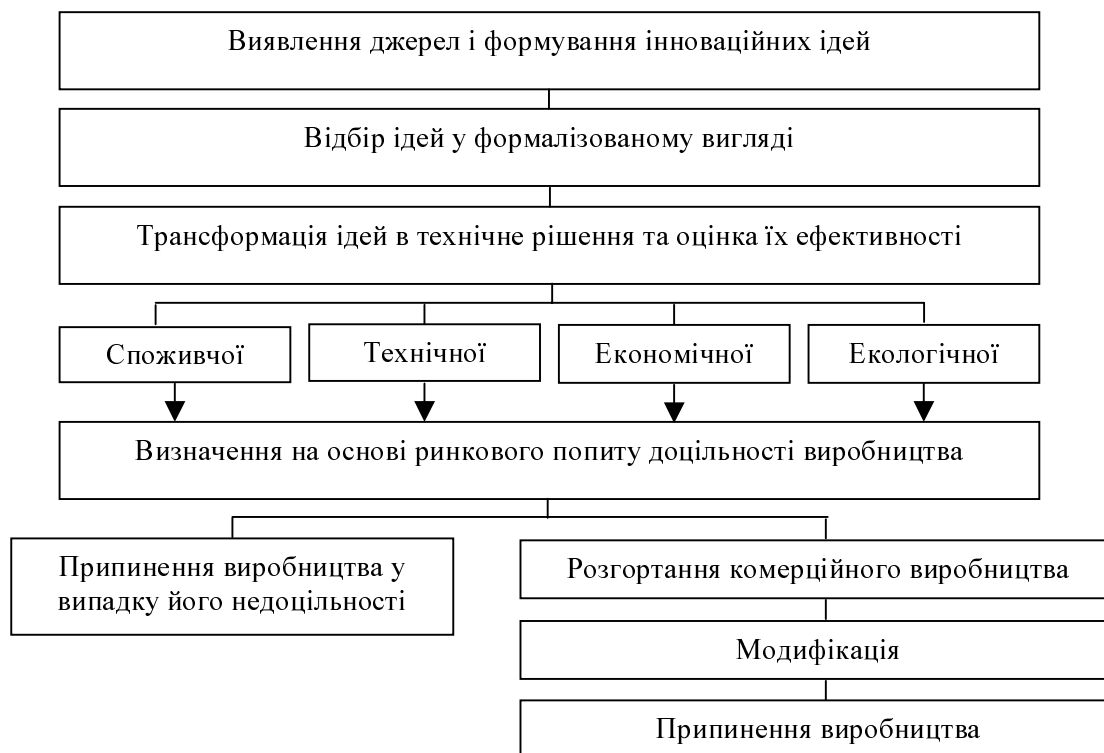 Виявлення джерел і формування інноваційних ідей
Відбір ідей у формалізованому вигляді
Трансформація ідей в технічне рішення та оцінка їх ефективності
Споживчої
Технічної
Економічної
Екологічної
Визначення на основі ринкового попиту доцільності виробництва
Припинення виробництва у
випадку його недоцільності
Розгортання комерційного виробництва
Модифікація
Припинення виробництва